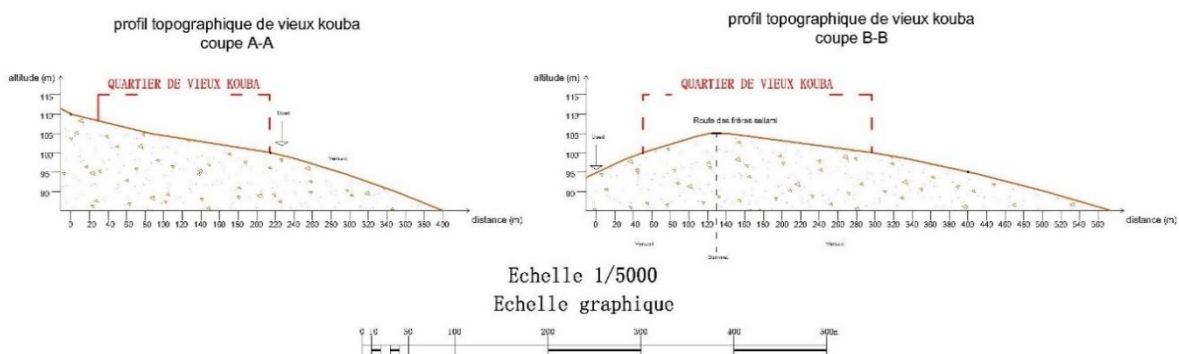 profil topographique de vieux kouba
coupe A-A
altitude (m)
QUARTIER DE VIEUX KOUBA
115
110
105
100
95
90
Oued
Versant
0 20 40 60 80 100 120 140 160 180 200 220 240 260 280 300 320 340 360 380 400
distance (m)
profil topographique de vieux kouba
coupe B-B
altitude (m)
QUARTIER DE VIEUX KOUBA
115
110
105
100
95
90
Oued
Route des frères sellami
0 20 40 60 80 100 120 140 160 180 200 220 240 260 280 300 320 340 360 380 400 420 440 460 480 500 520 540 560
distance (m)
Versant
Versant
Sommet
Echelle 1/5000
Echelle graphique
0 10 50 100 200 300 400 500m